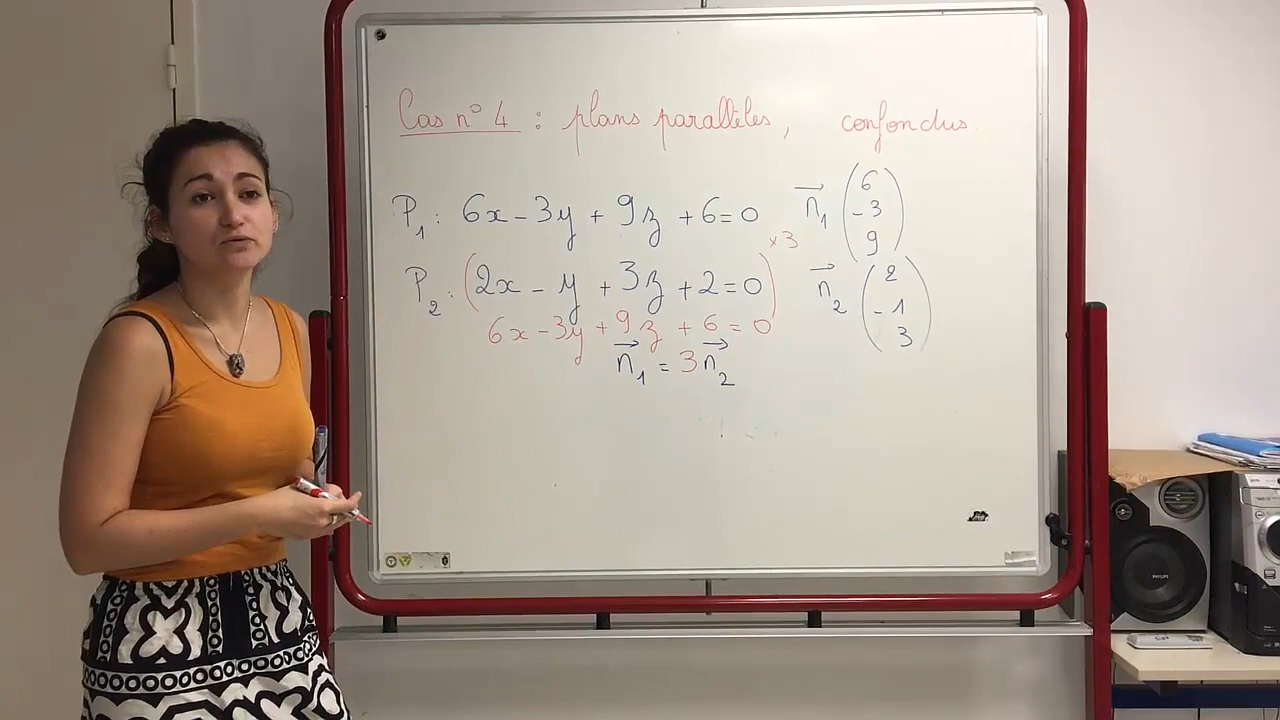 Cas n° 4 : plans parallèles, confondus
P₁ : 6x - 3y + 9z + 6 = 0 n₁→ (6 -3 9)
P₂ : (2x - y + 3z + 2 = 0) ×3 n₂→ (2 -1 3)
6x - 3y + 9z + 6 = 0
n₁→ = 3 n₂→
PHILIPS